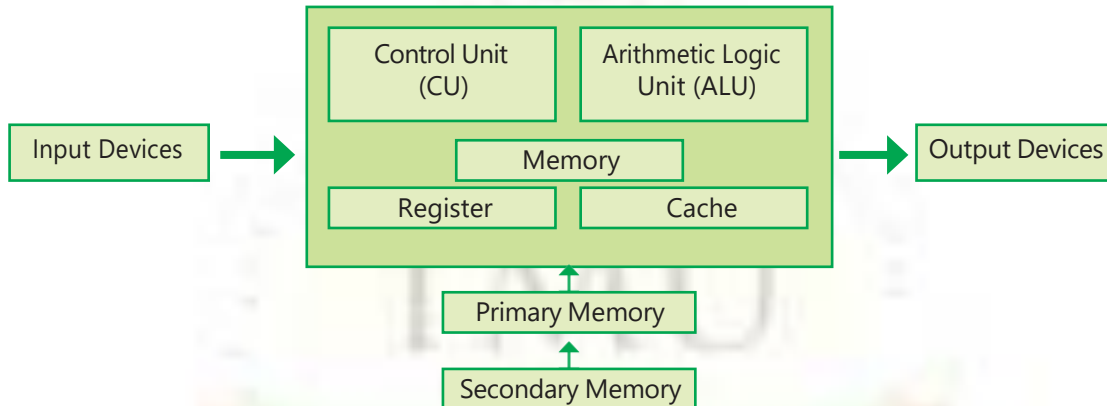 Control Unit
(CU)
Arithmetic Logic
Unit (ALU)
Input Devices
Memory
Output Devices
Register
Cache
Primary Memory
Secondary Memory